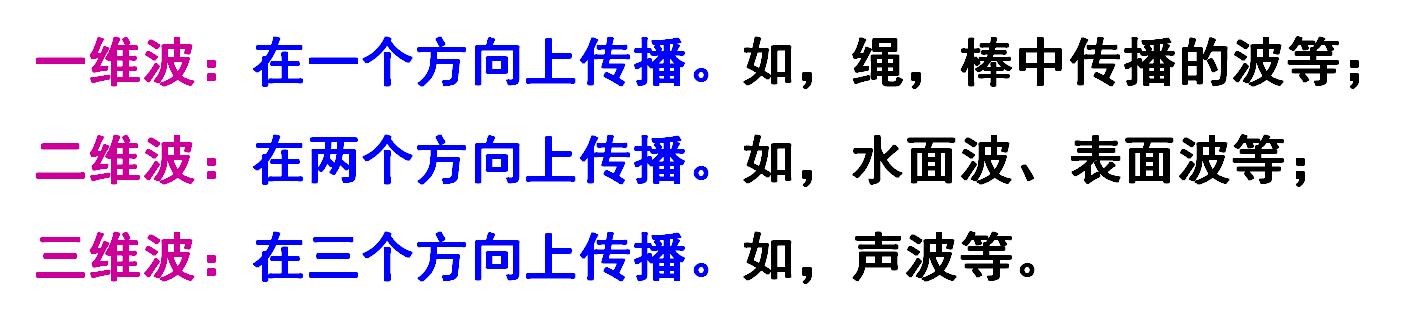 一维波：在一个方向上传播。如，绳，棒中传播的波等；
二维波：在两个方向上传播。如，水面波、表面波等；
三维波：在三个方向上传播。如，声波等。